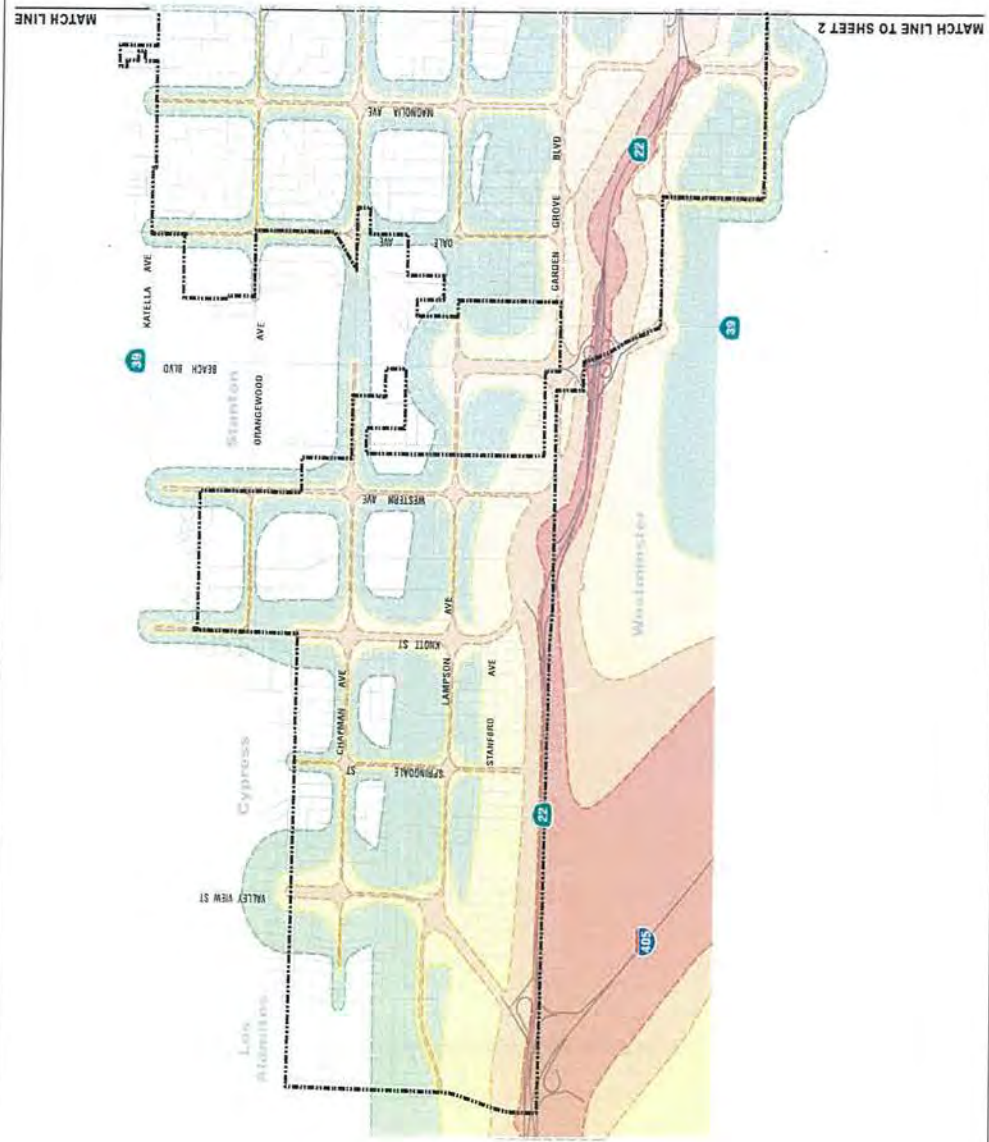 MATCH LINE
MATCH LINE TO SHEET 2
MAGNOLIA AVE
BLVD
22
GROVE
DALE AVE
GARDEN
KATELLA AVE
39
BEACH BLVD
ORANGEWOOD AVE
Stanton
39
WESTERN AVE
Westminster
AVE
KNOTT ST
LAMPSON
AVE
CHAPMAN AVE
STANFORD
SPRINGDALE ST
Cypress
22
VALLEY VIEW ST
405
Los
Alamitos